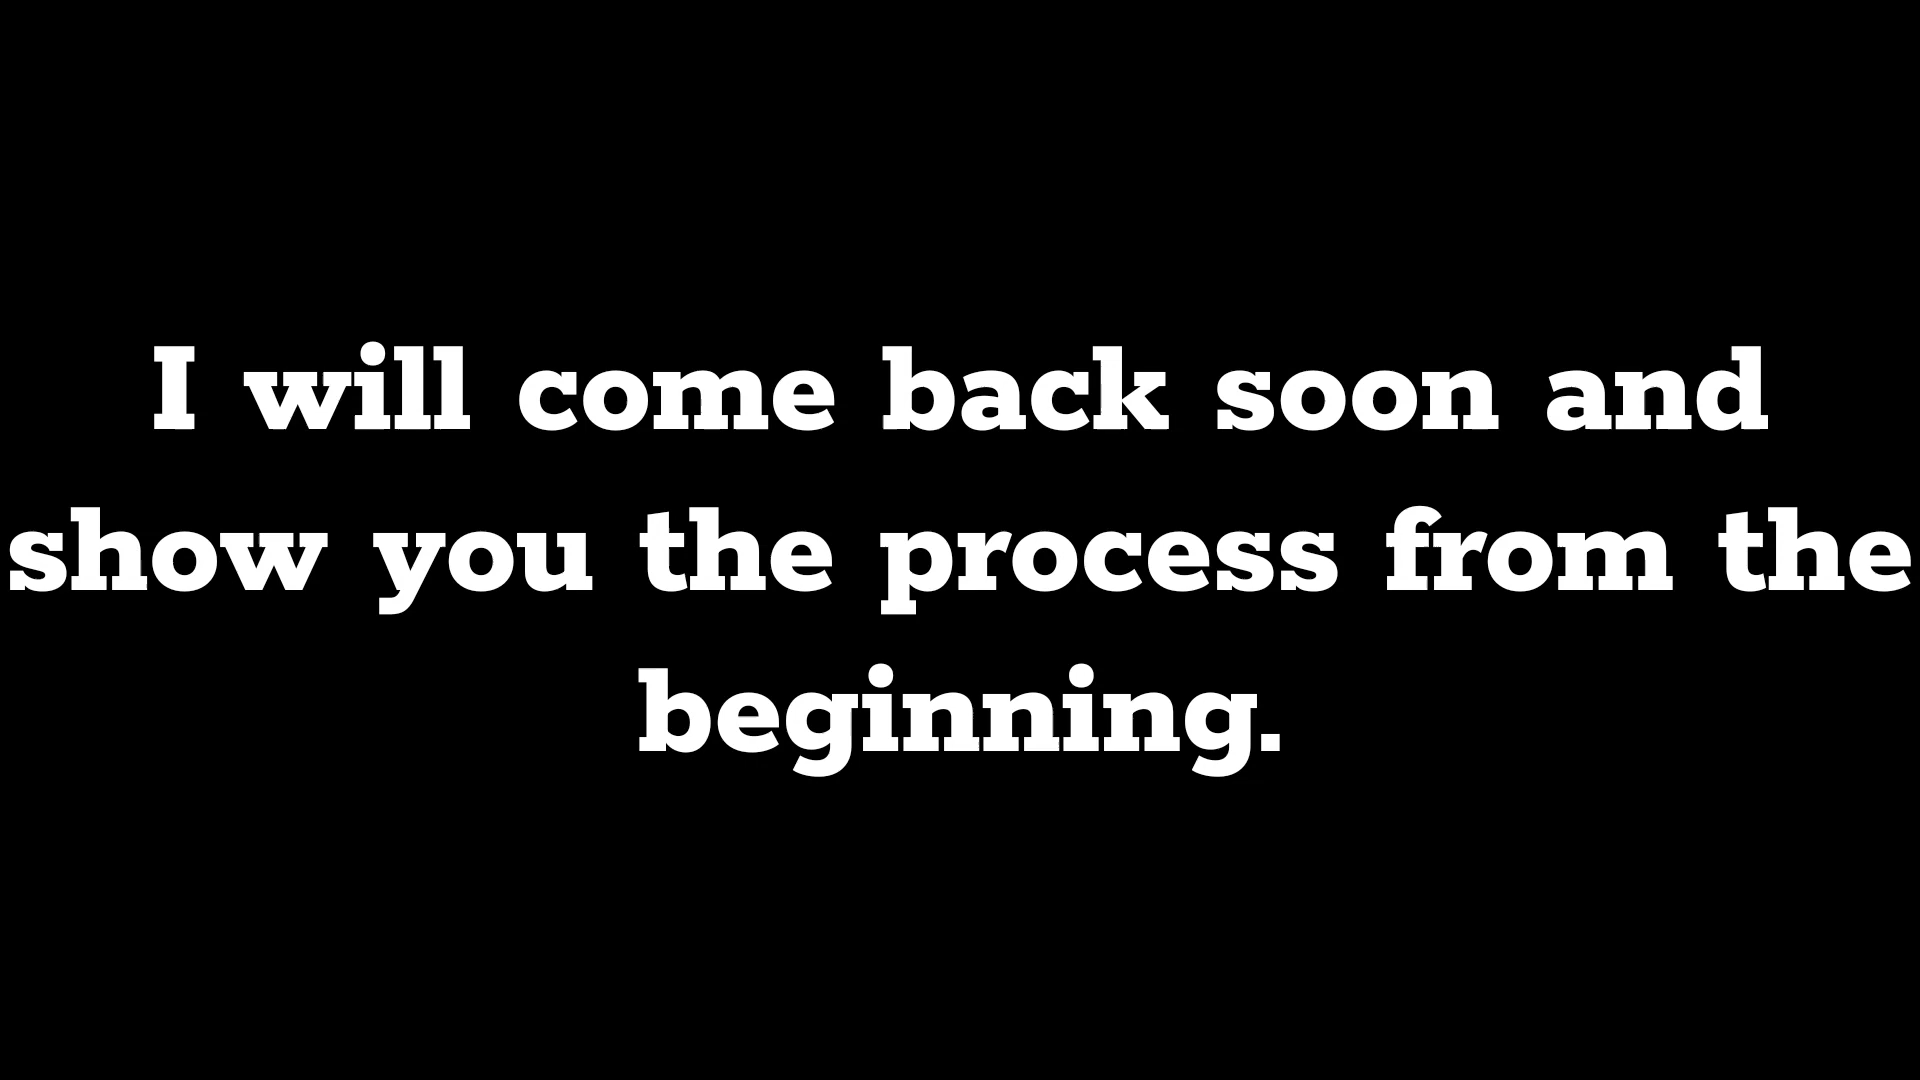 I will come back soon and
show you the process from the
beginning.